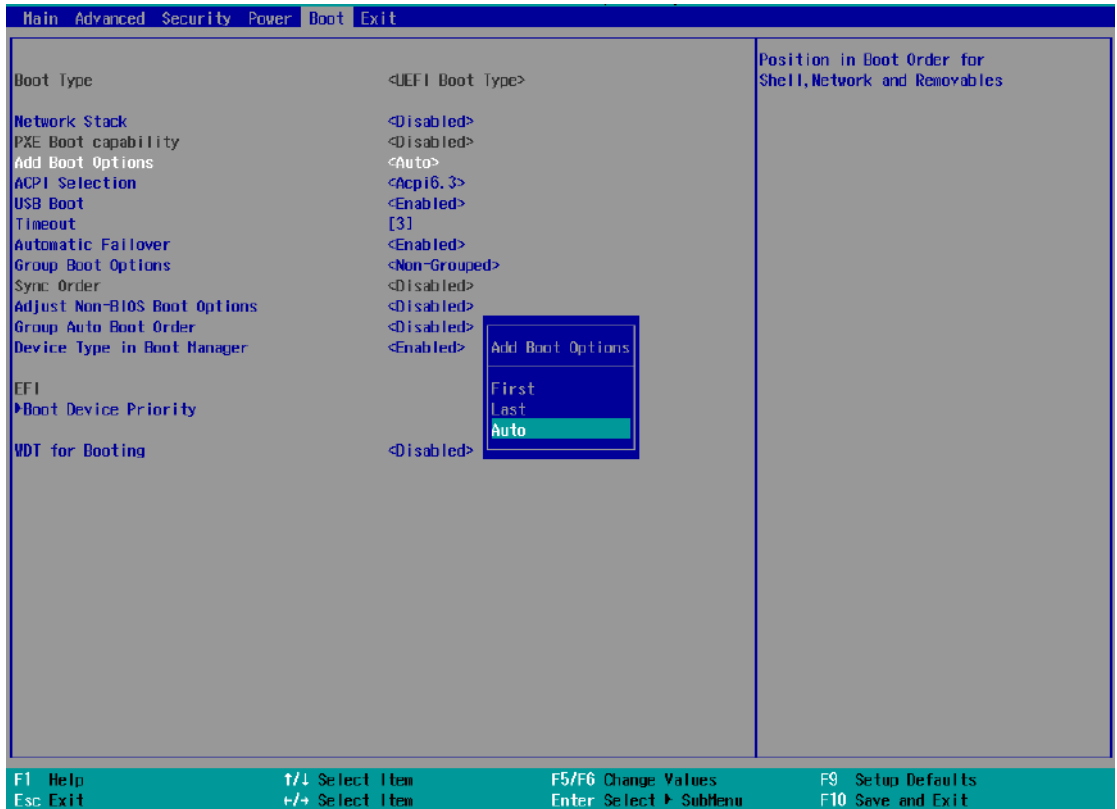 Main Advanced Security Power Boot Exit
Boot Type <UEFI Boot Type>
Network Stack <Disabled>
PXE Boot capability <Disabled>
Add Boot Options <Auto>
ACPI Selection <Acpi6.3>
USB Boot <Enabled>
Timeout [3]
Automatic Failover <Enabled>
Group Boot Options <Non-Grouped>
Sync Order <Disabled>
Adjust Non-BIOS Boot Options <Disabled>
Group Auto Boot Order <Disabled>
Device Type in Boot Manager <Enabled>
EFI
▶Boot Device Priority
WDT for Booting <Disabled>
Add Boot Options
First
Last
Auto
Position in Boot Order for
Shell,Network and Removables
F1 Help ↑/↓ Select Item F5/F6 Change Values F9 Setup Defaults
Esc Exit ←/→ Select Item Enter Select ▶ SubMenu F10 Save and Exit